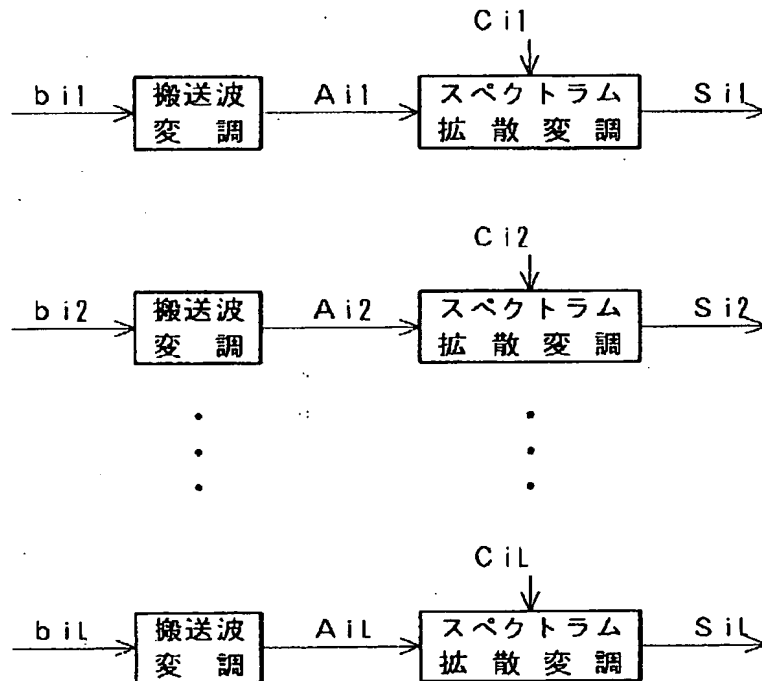 Ci1
bi1
搬送波
変調
Ai1
スペクトラム
拡散変調
Si1
Ci2
bi2
搬送波
変調
Ai2
スペクトラム
拡散変調
Si2
CiL
biL
搬送波
変調
AiL
スペクトラム
拡散変調
SiL